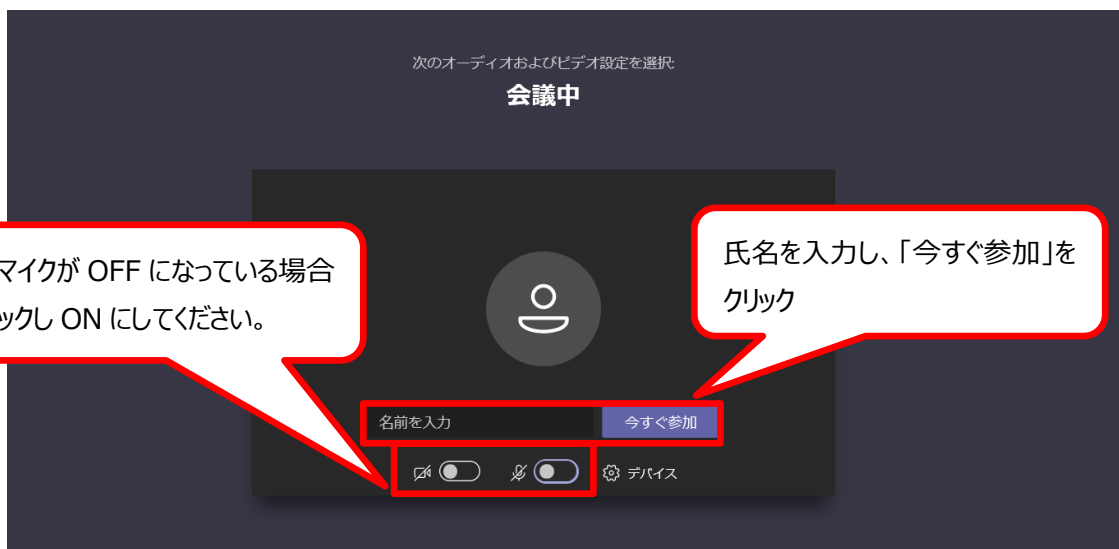 次のオーディオおよびビデオ設定を選択:
会議中
マイクが OFF になっている場合
ックし ON にしてください。
氏名を入力し、「今すぐ参加」を
クリック
名前を入力
今すぐ参加
デバイス